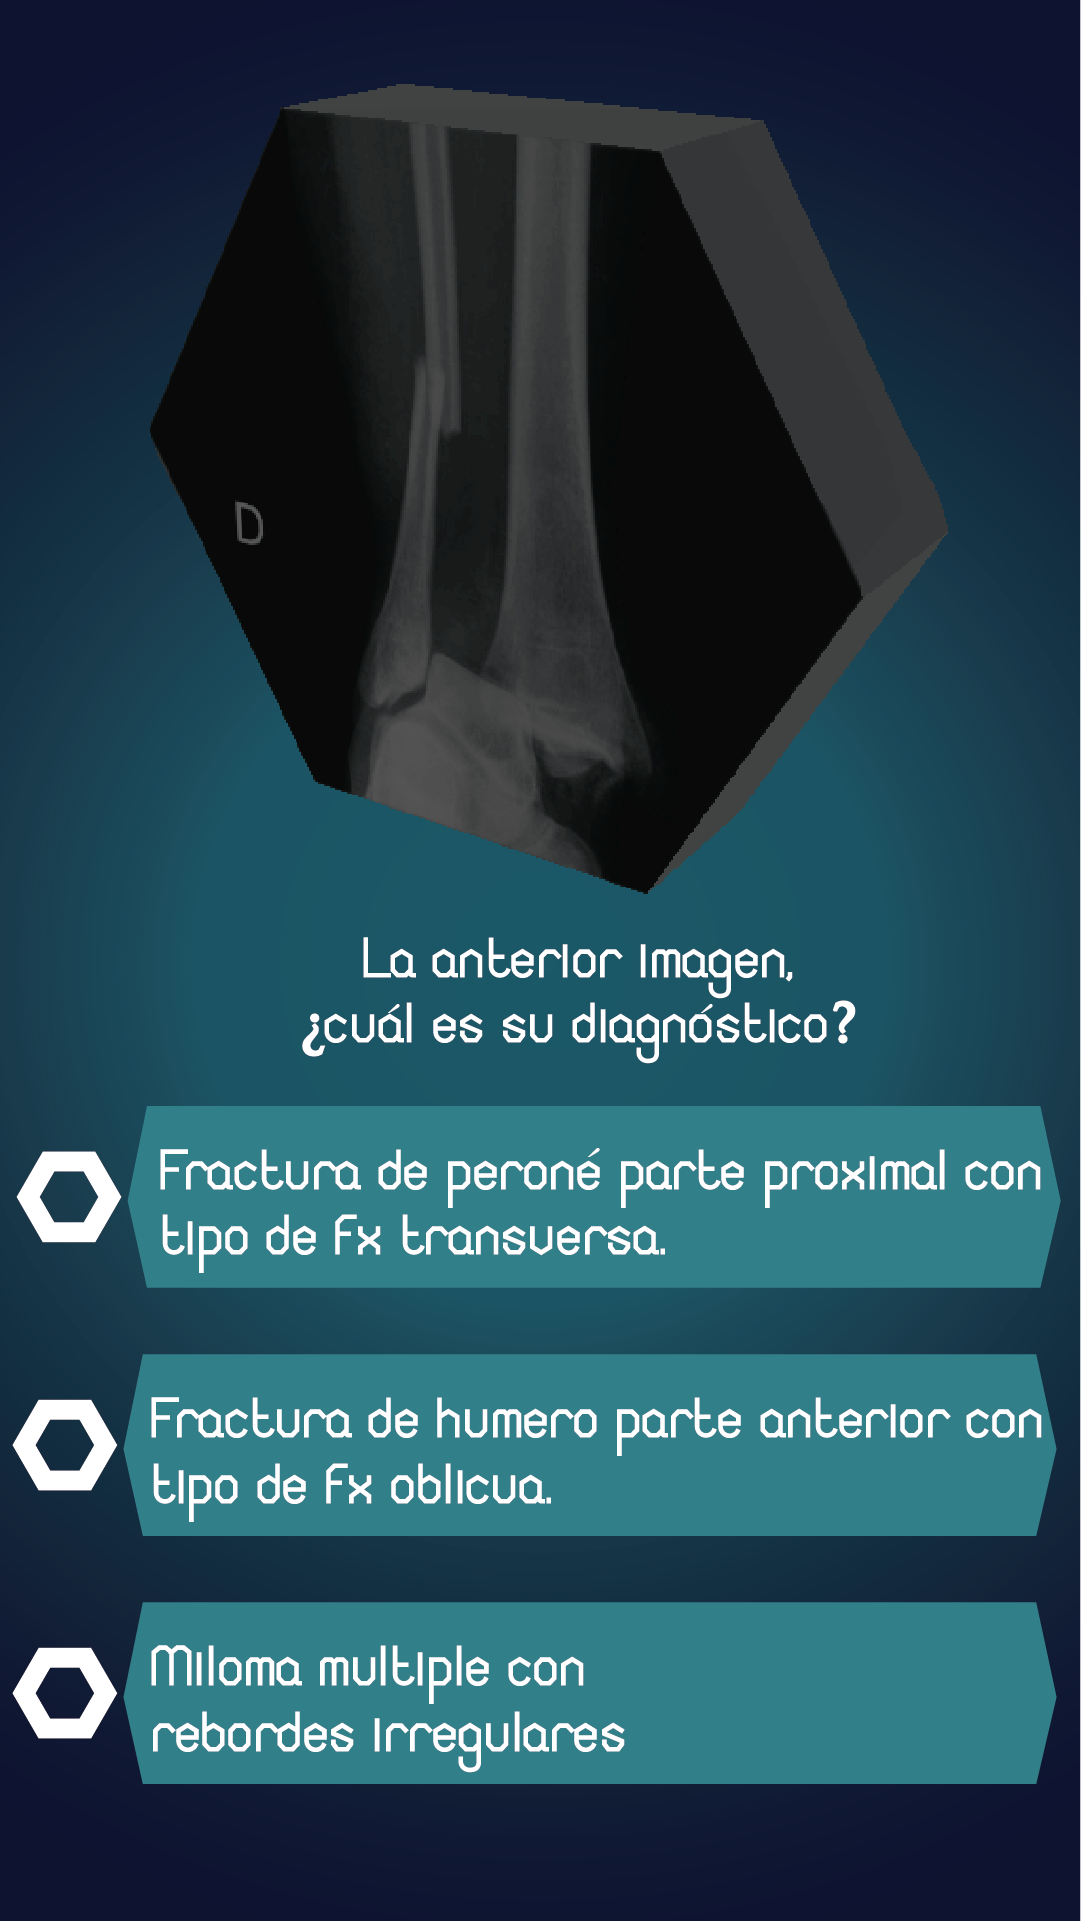 D
La anterior imagen,
¿cuál es su diagnóstico?
Fractura de peroné parte proximal con
tipo de fx transversa.
Fractura de humero parte anterior con
tipo de fx oblicua.
Miloma multiple con
rebordes irregulares